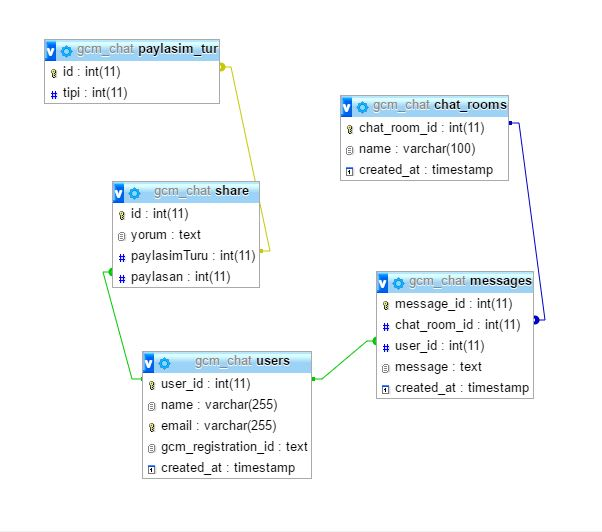 gcm_chat paylasim_tur
id : int(11)
tipi : int(11)
gcm_chat chat_rooms
chat_room_id : int(11)
name : varchar(100)
created_at : timestamp
gcm_chat share
id : int(11)
yorum : text
paylasimTuru : int(11)
paylasan : int(11)
gcm_chat messages
message_id : int(11)
chat_room_id : int(11)
user_id : int(11)
message : text
created_at : timestamp
gcm_chat users
user_id : int(11)
name : varchar(255)
email : varchar(255)
gcm_registration_id : text
created_at : timestamp